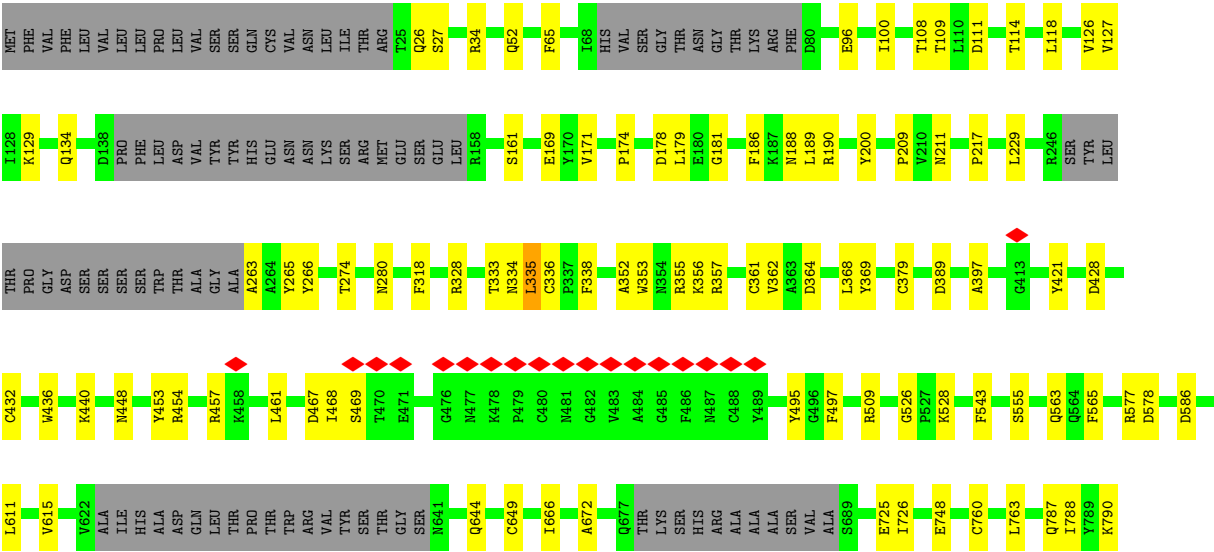 MET PHE VAL PHE LEU VAL LEU LEU PRO LEU VAL SER SER GLN CYS VAL ASN LEU ILE THR ARG T25 Q26 S27 R34 Q52 F65 I68 HIS VAL SER GLY THR ASN GLY THR LYS ARG PHE D80 E96 I100 T108 T109 L110 D111 T114 L118 V126 V127
I128 K129 Q134 D138 PRO PHE LEU ASP VAL TYR TYR HIS GLU ASN ASN LYS SER ARG MET GLU SER GLU LEU R158 S161 E169 Y170 V171 P174 D178 L179 E180 G181 F186 K187 N188 L189 R190 Y200 P209 V210 N211 P217 L229 R246 SER TYR LEU
THR PRO GLY ASP SER SER SER SER TRP THR ALA GLY ALA A263 A264 Y265 Y266 T274 N280 F318 R328 T333 N334 L335 C336 P337 F338 A352 W353 N354 R355 K356 R357 C361 V362 A363 D364 L368 Y369 C379 D389 A397 G413 Y421 D428
C432 W436 K440 N448 Y453 R454 R457 K458 L461 D467 I468 S469 T470 E471 G476 N477 K478 P479 C480 N481 G482 V483 A484 G485 F486 N487 C488 Y489 Y495 G496 F497 R509 G526 P527 K528 F543 S555 Q563 Q564 F565 R577 D578 D586
L611 V615 V622 ALA ILE HIS ALA ASP GLN LEU THR PRO THR TRP ARG VAL TYR SER THR GLY SER N641 Q644 C649 I666 A672 Q677 THR LYS SER HIS ARG ALA ALA ALA SER VAL ALA S689 E725 I726 E748 C760 L763 Q787 I788 Y789 K790